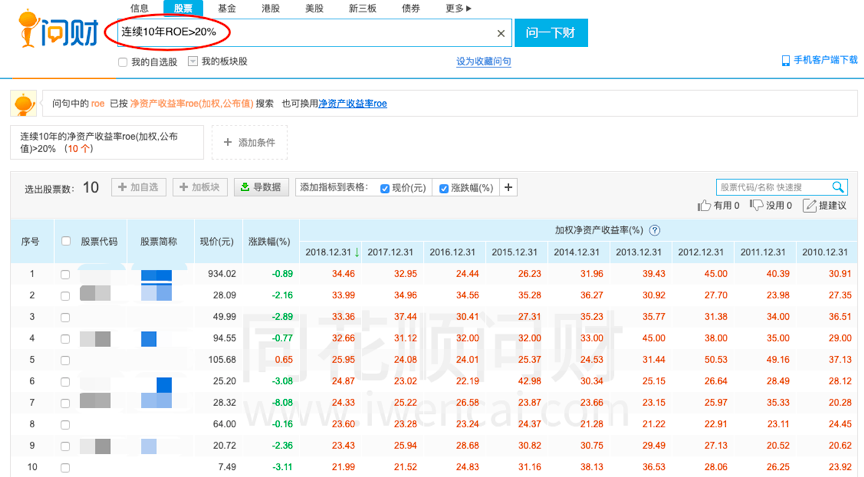 信息 股票 基金 港股 美股 新三板 债券 更多▶
问财
连续10年ROE>20% × 问一下财
我的自选股 我的板块股 设为收藏问句 手机客户端下载
问句中的 roe 已按 净资产收益率roe(加权,公布值) 搜索 也可换用净资产收益率roe
连续10年的净资产收益率roe(加权,公布
值)>20% (10 个)
+ 添加条件
选出股票数: 10 +加自选 +加板块 导数据 添加指标到表格: 现价(元) 涨跌幅(%) + 股票代码/名称 快速搜
有用 0 没用 0 提建议
序号 股票代码 股票简称 现价(元) 涨跌幅(%) 加权净资产收益率(%) ?
2018.12.31↓ 2017.12.31 2016.12.31 2015.12.31 2014.12.31 2013.12.31 2012.12.31 2011.12.31 2010.12.31
1 934.02 -0.89 34.46 32.95 24.44 26.23 31.96 39.43 45.00 40.39 30.91
2 28.09 -2.16 33.99 34.96 34.56 35.28 36.27 30.92 27.70 23.98 27.35
3 49.99 -2.89 33.36 37.44 30.41 27.31 35.23 35.77 31.38 34.00 36.51
4 94.55 -0.77 32.66 31.12 32.00 32.00 33.00 45.00 38.00 35.00 29.00
5 105.68 0.65 25.95 24.08 24.01 25.37 24.53 31.44 50.53 49.16 37.13
6 25.20 -3.08 24.87 23.02 22.19 42.98 30.34 25.15 26.64 28.49 28.12
7 28.32 -8.08 24.33 25.22 26.58 23.87 23.66 23.15 25.97 35.33 20.28
8 64.00 -0.16 23.60 23.28 23.24 24.37 21.28 21.22 22.91 23.11 24.45
9 20.72 -2.36 23.43 25.94 28.68 30.82 30.75 29.49 27.13 20.52 20.62
10 7.49 -3.11 21.99 21.52 24.83 31.16 38.13 36.53 28.06 26.25 23.92
同花顺问财
www.iwencai.com